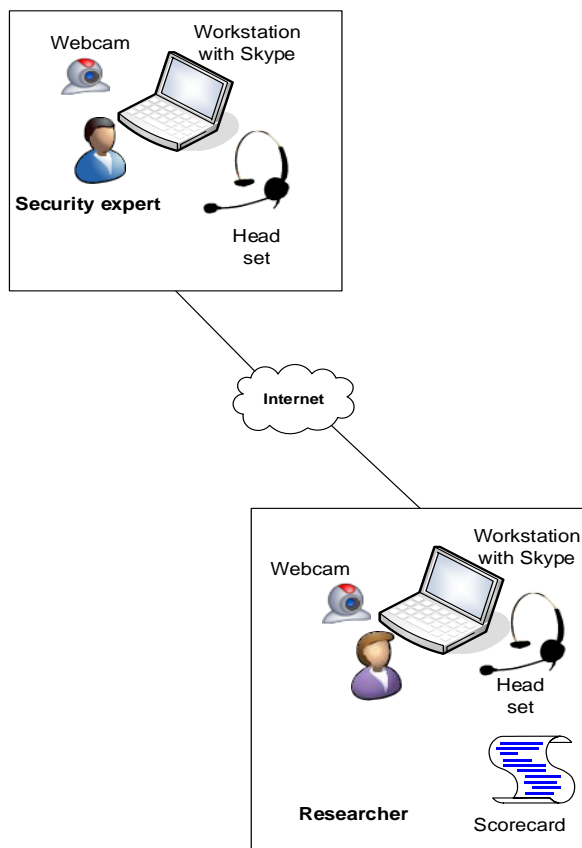 Webcam
Workstation
with Skype
Security expert
Head
set
Internet
Workstation
with Skype
Webcam
Head
set
Researcher
Scorecard